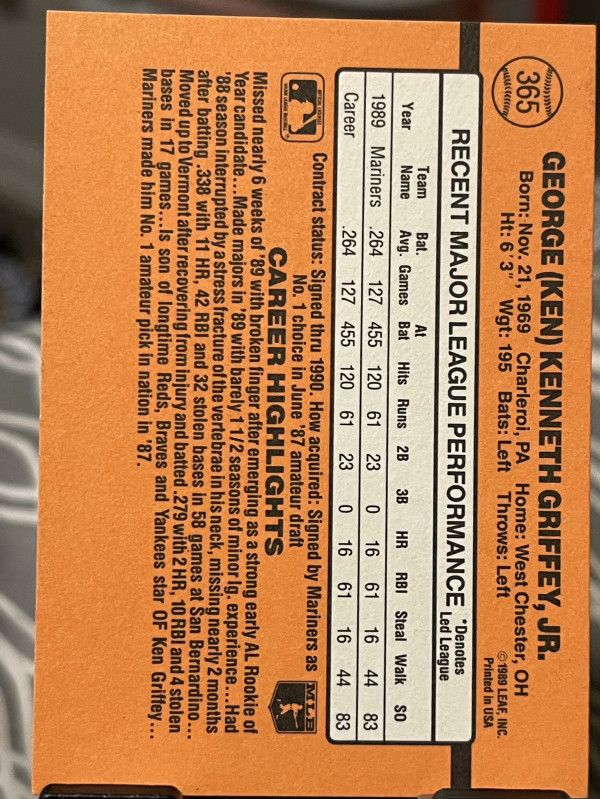 365
GEORGE (KEN) KENNETH GRIFFEY, JR.
Born: Nov. 21, 1969 Charleroi, PA Home: West Chester, OH
Ht: 6'3" Wgt: 195 Bats: Left Throws: Left
© 1989 LEAF, INC.
Printed in USA
RECENT MAJOR LEAGUE PERFORMANCE *Denotes Led League
Year Team Name Bat. Avg. Games At Bat Hits Runs 2B 3B HR RBI Steal Walk SO
1989 Mariners .264 127 455 120 61 23 0 16 61 16 44 83
Career .264 127 455 120 61 23 0 16 61 16 44 83
Contract status: Signed thru 1990. How acquired: Signed by Mariners as
No. 1 choice in June '87 amateur draft
MLB
CAREER HIGHLIGHTS
Missed nearly 6 weeks of '89 with broken finger after emerging as a strong early AL Rookie of
Year candidate... Made majors in '89 with barely 1 1/2 seasons of minor lg. experience... Had
'88 season interrupted by a stress fracture of the vertebrae in his neck, missing nearly 2 months
after batting .338 with 11 HR, 42 RBI and 32 stolen bases in 58 games at San Bernardino...
Moved up to Vermont after recovering from injury and batted .279 with 2 HR, 10 RBI and 4 stolen
bases in 17 games... Is son of longtime Reds, Braves and Yankees star OF Ken Griffey...
Mariners made him No. 1 amateur pick in nation in '87.